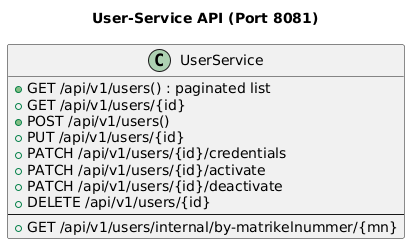 User-Service API (Port 8081)
C UserService
GET /api/v1/users() : paginated list
GET /api/v1/users/{id}
POST /api/v1/users()
PUT /api/v1/users/{id}
PATCH /api/v1/users/{id}/credentials
PATCH /api/v1/users/{id}/activate
PATCH /api/v1/users/{id}/deactivate
DELETE /api/v1/users/{id}
GET /api/v1/users/internal/by-matrikelnummer/{mn}